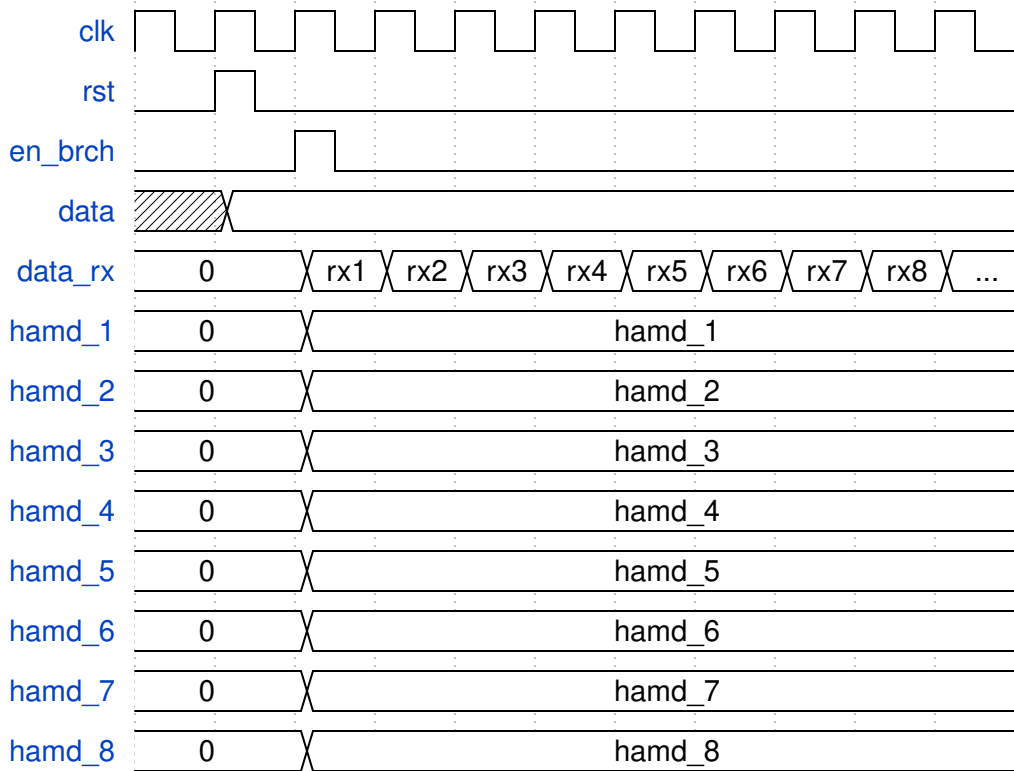 clk
rst
en_brch
data
data_rx 0 rx1 rx2 rx3 rx4 rx5 rx6 rx7 rx8 ...
hamd_1 0 hamd_1
hamd_2 0 hamd_2
hamd_3 0 hamd_3
hamd_4 0 hamd_4
hamd_5 0 hamd_5
hamd_6 0 hamd_6
hamd_7 0 hamd_7
hamd_8 0 hamd_8